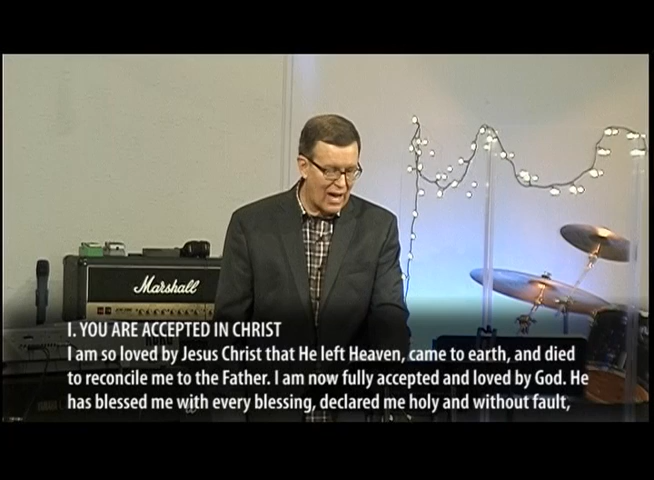 Marshall
I. YOU ARE ACCEPTED IN CHRIST
I am so loved by Jesus Christ that He left Heaven, came to earth, and died
to reconcile me to the Father. I am now fully accepted and loved by God. He
has blessed me with every blessing, declared me holy and without fault,